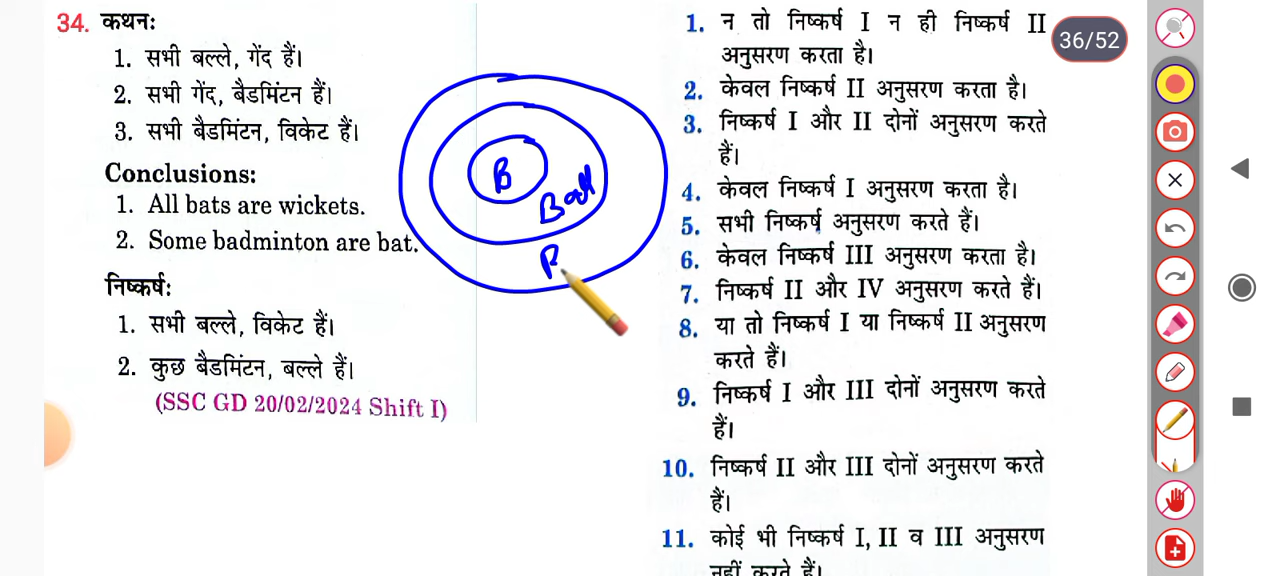 34. कथन:
1. सभी बल्ले, गेंद हैं।
2. सभी गेंद, बैडमिंटन हैं।
3. सभी बैडमिंटन, विकेट हैं।
Conclusions:
1. All bats are wickets.
2. Some badminton are bat.
निष्कर्ष:
1. सभी बल्ले, विकेट हैं।
2. कुछ बैडमिंटन, बल्ले हैं।
(SSC GD 20/02/2024 Shift I)
B
Ball
1. न तो निष्कर्ष I न ही निष्कर्ष II
अनुसरण करता है।
2. केवल निष्कर्ष II अनुसरण करता है।
3. निष्कर्ष I और II दोनों अनुसरण करते
हैं।
4. केवल निष्कर्ष I अनुसरण करता है।
5. सभी निष्कर्ष अनुसरण करते हैं।
6. केवल निष्कर्ष III अनुसरण करता है।
7. निष्कर्ष II और IV अनुसरण करते हैं।
8. या तो निष्कर्ष I या निष्कर्ष II अनुसरण
करते हैं।
9. निष्कर्ष I और III दोनों अनुसरण करते
हैं।
10. निष्कर्ष II और III दोनों अनुसरण करते
हैं।
11. कोई भी निष्कर्ष I, II व III अनुसरण
नहीं करते हैं।
36/52